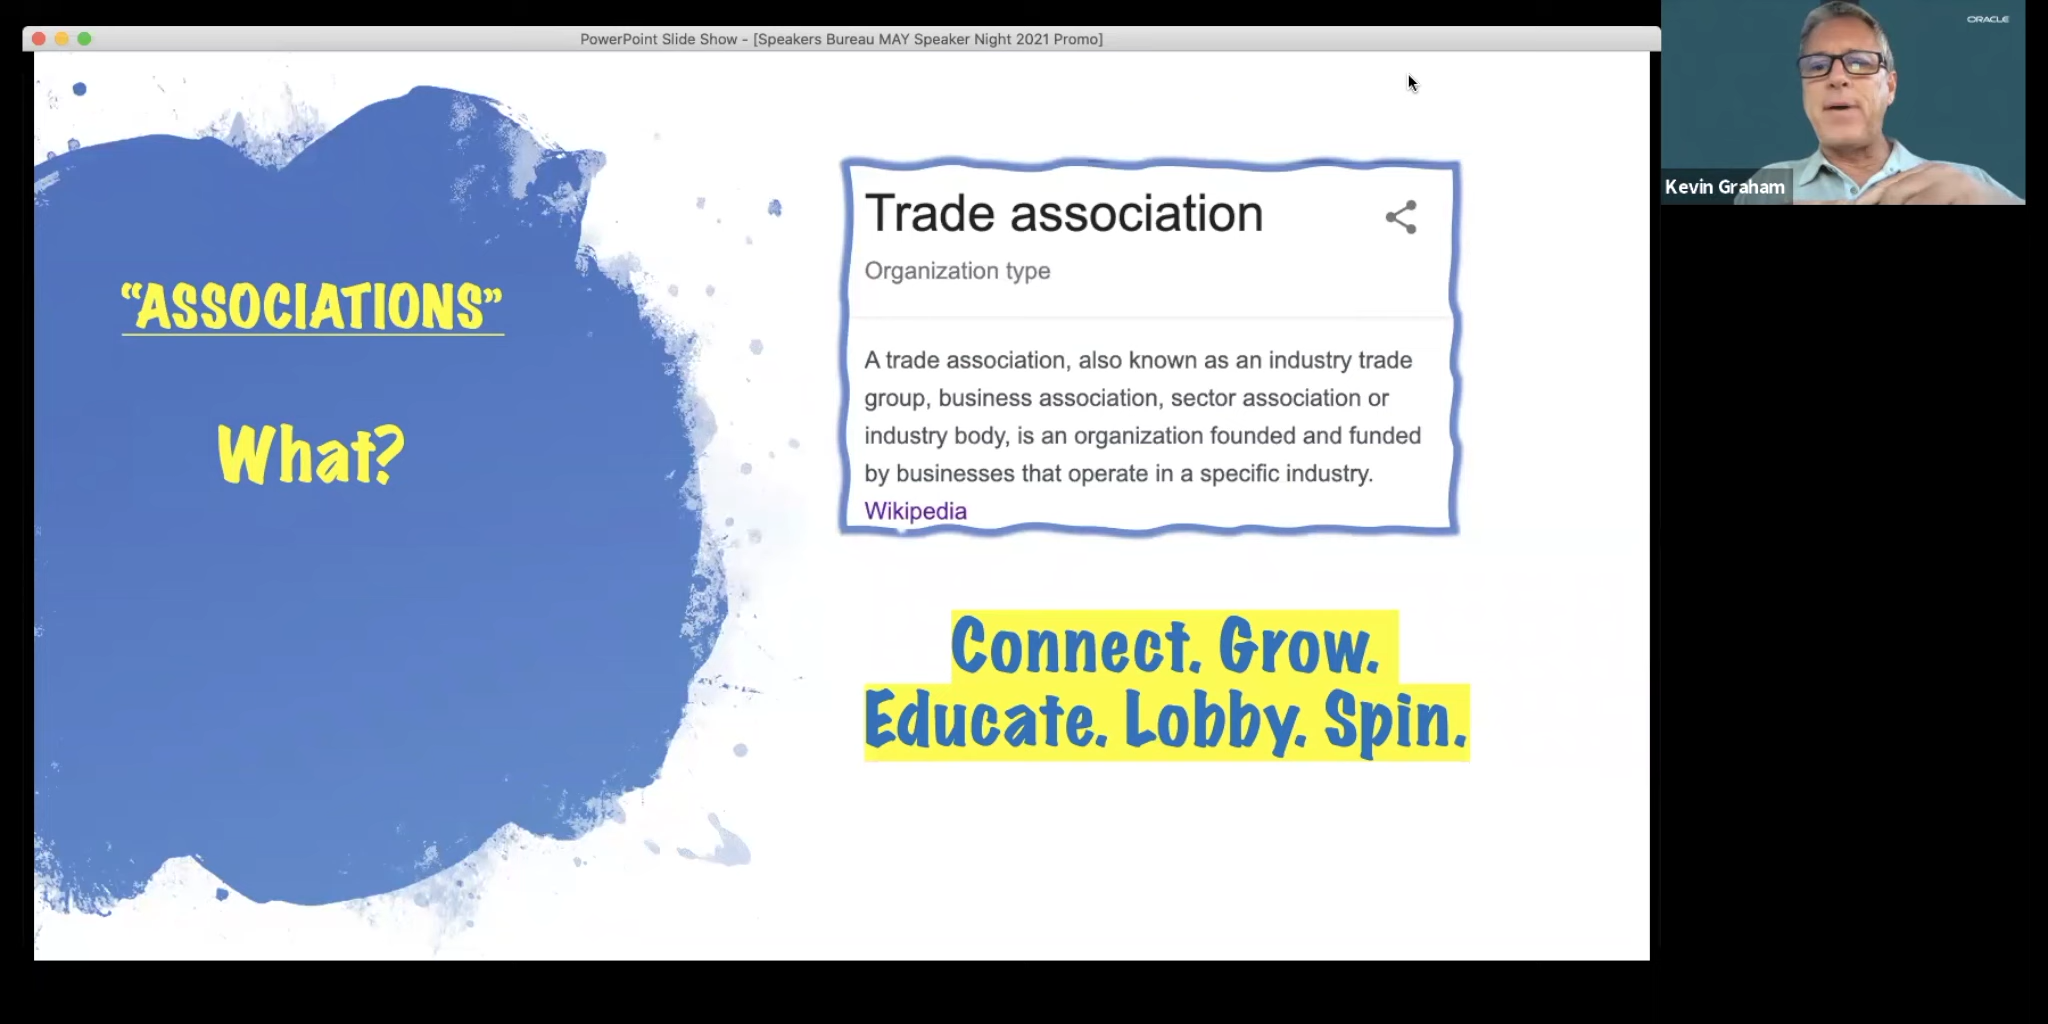 PowerPoint Slide Show - [Speakers Bureau MAY Speaker Night 2021 Promo]
ORACLE
Kevin Graham
“ASSOCIATIONS”
What?
Trade association
Organization type
A trade association, also known as an industry trade
group, business association, sector association or
industry body, is an organization founded and funded
by businesses that operate in a specific industry.
Wikipedia
Connect. Grow.
Educate. Lobby. Spin.